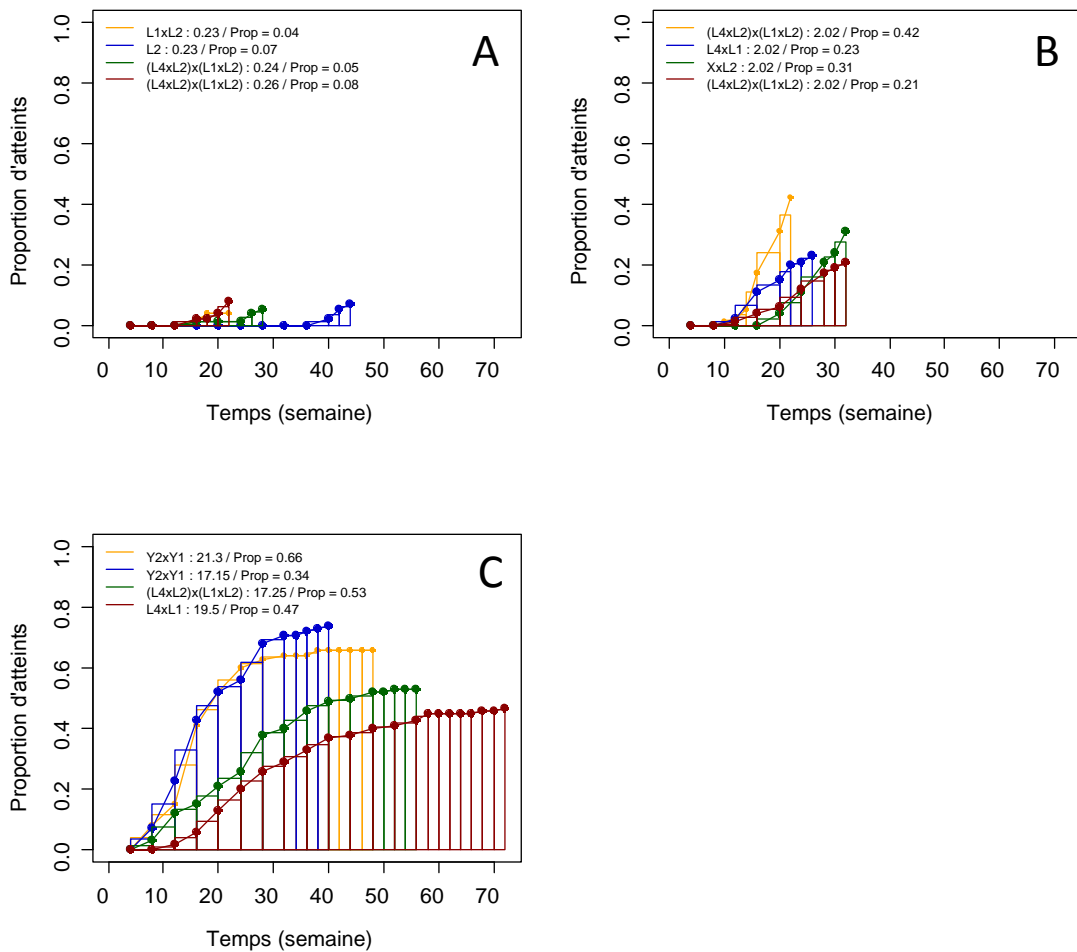 L1xL2 : 0.23 / Prop = 0.04
L2 : 0.23 / Prop = 0.07
(L4xL2)x(L1xL2) : 0.24 / Prop = 0.05
(L4xL2)x(L1xL2) : 0.26 / Prop = 0.08
A
Proportion d'atteints
0.0 0.2 0.4 0.6 0.8 1.0
0 10 20 30 40 50 60 70
Temps (semaine)
(L4xL2)x(L1xL2) : 2.02 / Prop = 0.42
L4xL1 : 2.02 / Prop = 0.23
XxL2 : 2.02 / Prop = 0.31
(L4xL2)x(L1xL2) : 2.02 / Prop = 0.21
B
Proportion d'atteints
0.0 0.2 0.4 0.6 0.8 1.0
0 10 20 30 40 50 60 70
Temps (semaine)
Y2xY1 : 21.3 / Prop = 0.66
Y2xY1 : 17.15 / Prop = 0.34
(L4xL2)x(L1xL2) : 17.25 / Prop = 0.53
L4xL1 : 19.5 / Prop = 0.47
C
Proportion d'atteints
0.0 0.2 0.4 0.6 0.8 1.0
0 10 20 30 40 50 60 70
Temps (semaine)